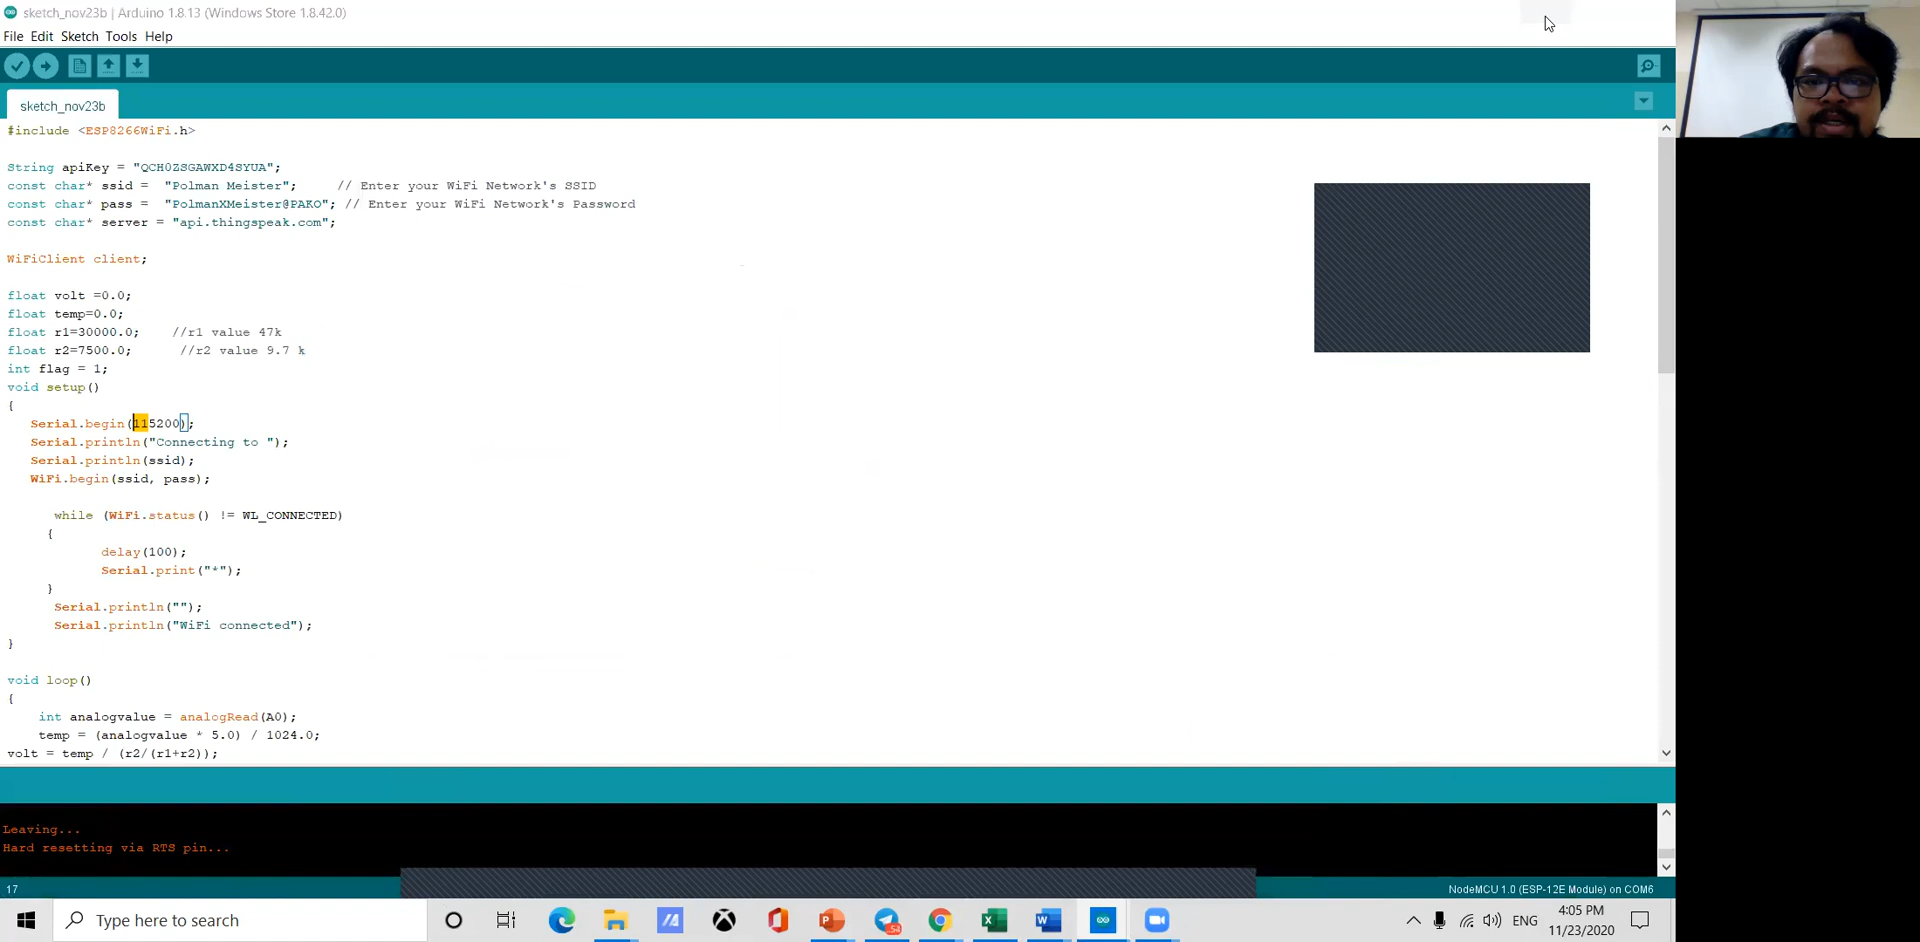 sketch_nov23b | Arduino 1.8.13 (Windows Store 1.8.42.0)
File Edit Sketch Tools Help
sketch_nov23b
#include <ESP8266WiFi.h>
String apiKey = "QCH0ZSGAWXD4SYUA";
const char* ssid =  "Polman Meister";     // Enter your WiFi Network's SSID
const char* pass =  "PolmanXMeister@PAKO"; // Enter your WiFi Network's Password
const char* server = "api.thingspeak.com";
WiFiClient client;
float volt =0.0;
float temp=0.0;
float r1=30000.0;    //r1 value 47k
float r2=7500.0;      //r2 value 9.7 k
int flag = 1;
void setup()
{
Serial.begin(115200);
Serial.println("Connecting to ");
Serial.println(ssid);
WiFi.begin(ssid, pass);
while (WiFi.status() != WL_CONNECTED)
{
delay(100);
Serial.print("*");
}
Serial.println("");
Serial.println("WiFi connected");
}
void loop()
{
int analogvalue = analogRead(A0);
temp = (analogvalue * 5.0) / 1024.0;
volt = temp / (r2/(r1+r2));
Leaving...
Hard resetting via RTS pin...
17
NodeMCU 1.0 (ESP-12E Module) on COM6
Type here to search
54
ENG
4:05 PM
11/23/2020